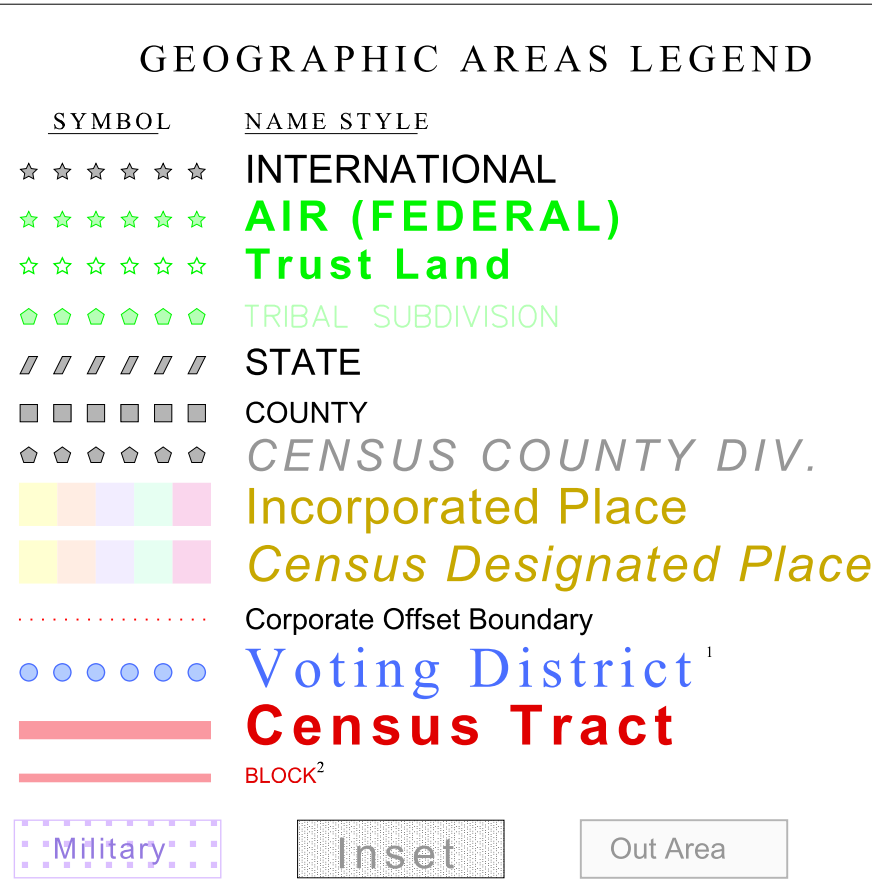 GEOGRAPHIC AREAS LEGEND
SYMBOL NAME STYLE
INTERNATIONAL
AIR (FEDERAL)
Trust Land
TRIBAL SUBDIVISION
STATE
COUNTY
CENSUS COUNTY DIV.
Incorporated Place
Census Designated Place
Corporate Offset Boundary
Voting District ¹
Census Tract
BLOCK²
Military Inset Out Area